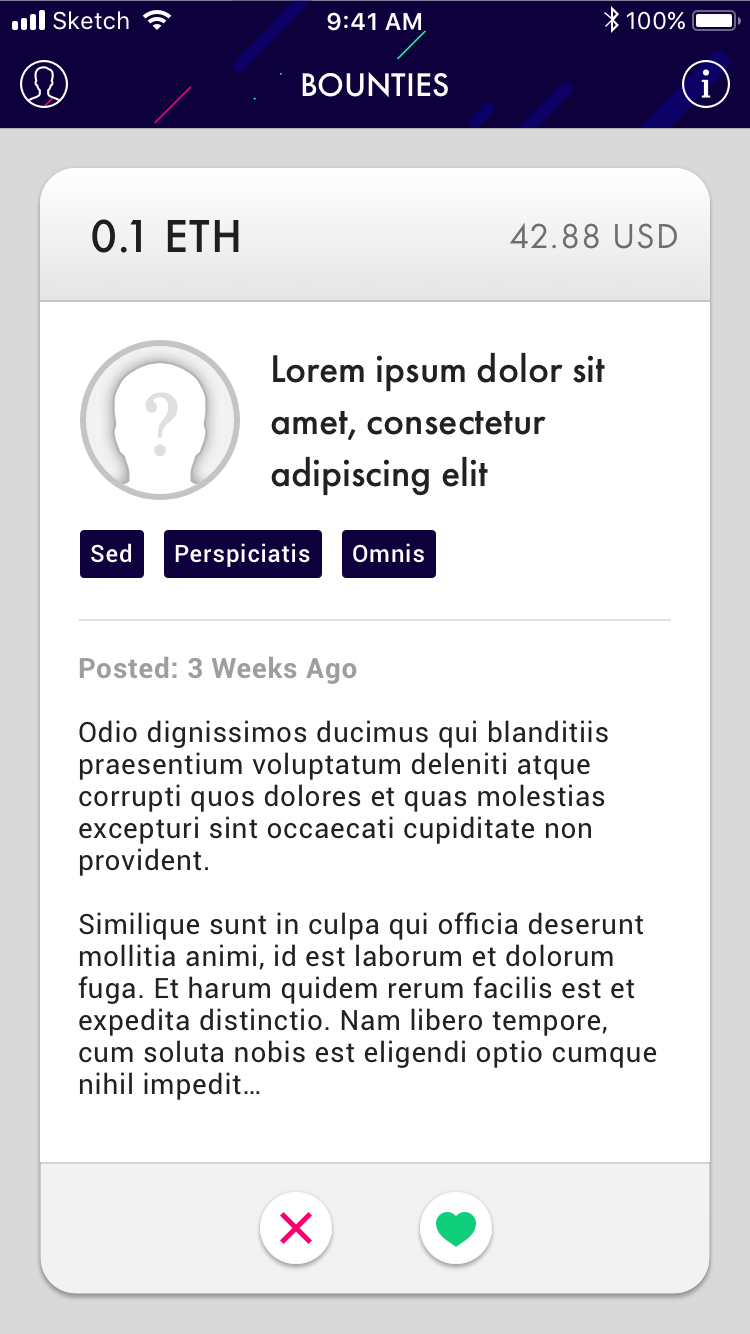 Sketch 9:41 AM 100%
BOUNTIES
0.1 ETH 42.88 USD
?
Lorem ipsum dolor sit
amet, consectetur
adipiscing elit
Sed Perspiciatis Omnis
Posted: 3 Weeks Ago
Odio dignissimos ducimus qui blanditiis
praesentium voluptatum deleniti atque
corrupti quos dolores et quas molestias
excepturi sint occaecati cupiditate non
provident.
Similique sunt in culpa qui officia deserunt
mollitia animi, id est laborum et dolorum
fuga. Et harum quidem rerum facilis est et
expedita distinctio. Nam libero tempore,
cum soluta nobis est eligendi optio cumque
nihil impedit…